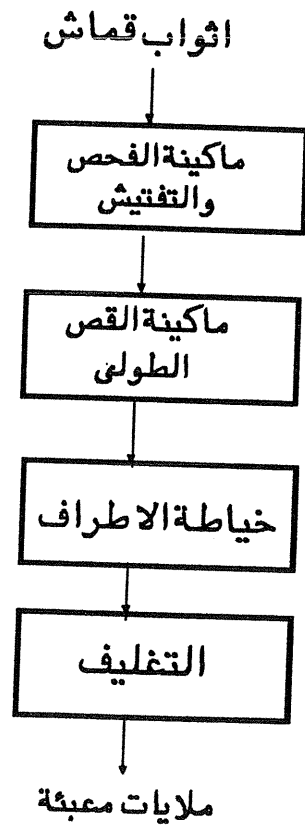 اثواب قماش
ماكينة الفحص
والتفتيش
ماكينة القص
الطولى
خياطة الاطراف
التغليف
ملايات معبئة